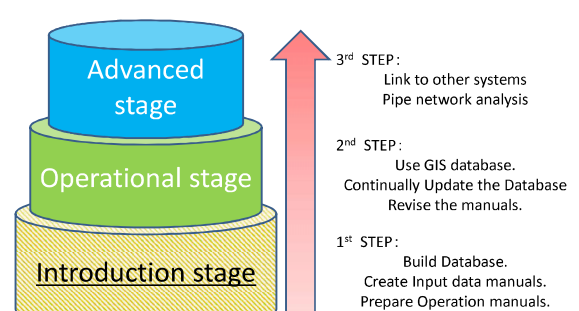 Advanced
stage
Operational stage
Introduction stage
3rd STEP:
Link to other systems
Pipe network analysis
2nd STEP:
Use GIS database.
Continually Update the Database
Revise the manuals.
1st STEP:
Build Database.
Create Input data manuals.
Prepare Operation manuals.